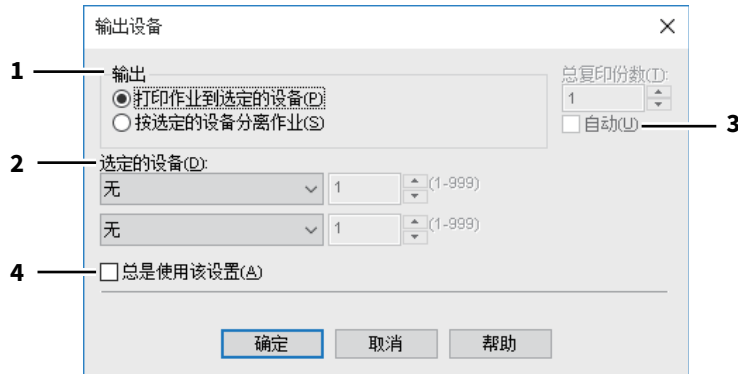 输出设备
1
输出
打印作业到选定的设备(P)
按选定的设备分离作业(S)
总复印份数(T):
1
自动(U)
3
2
选定的设备(D):
无
1
(1-999)
无
1
(1-999)
4
总是使用该设置(A)
确定
取消
帮助